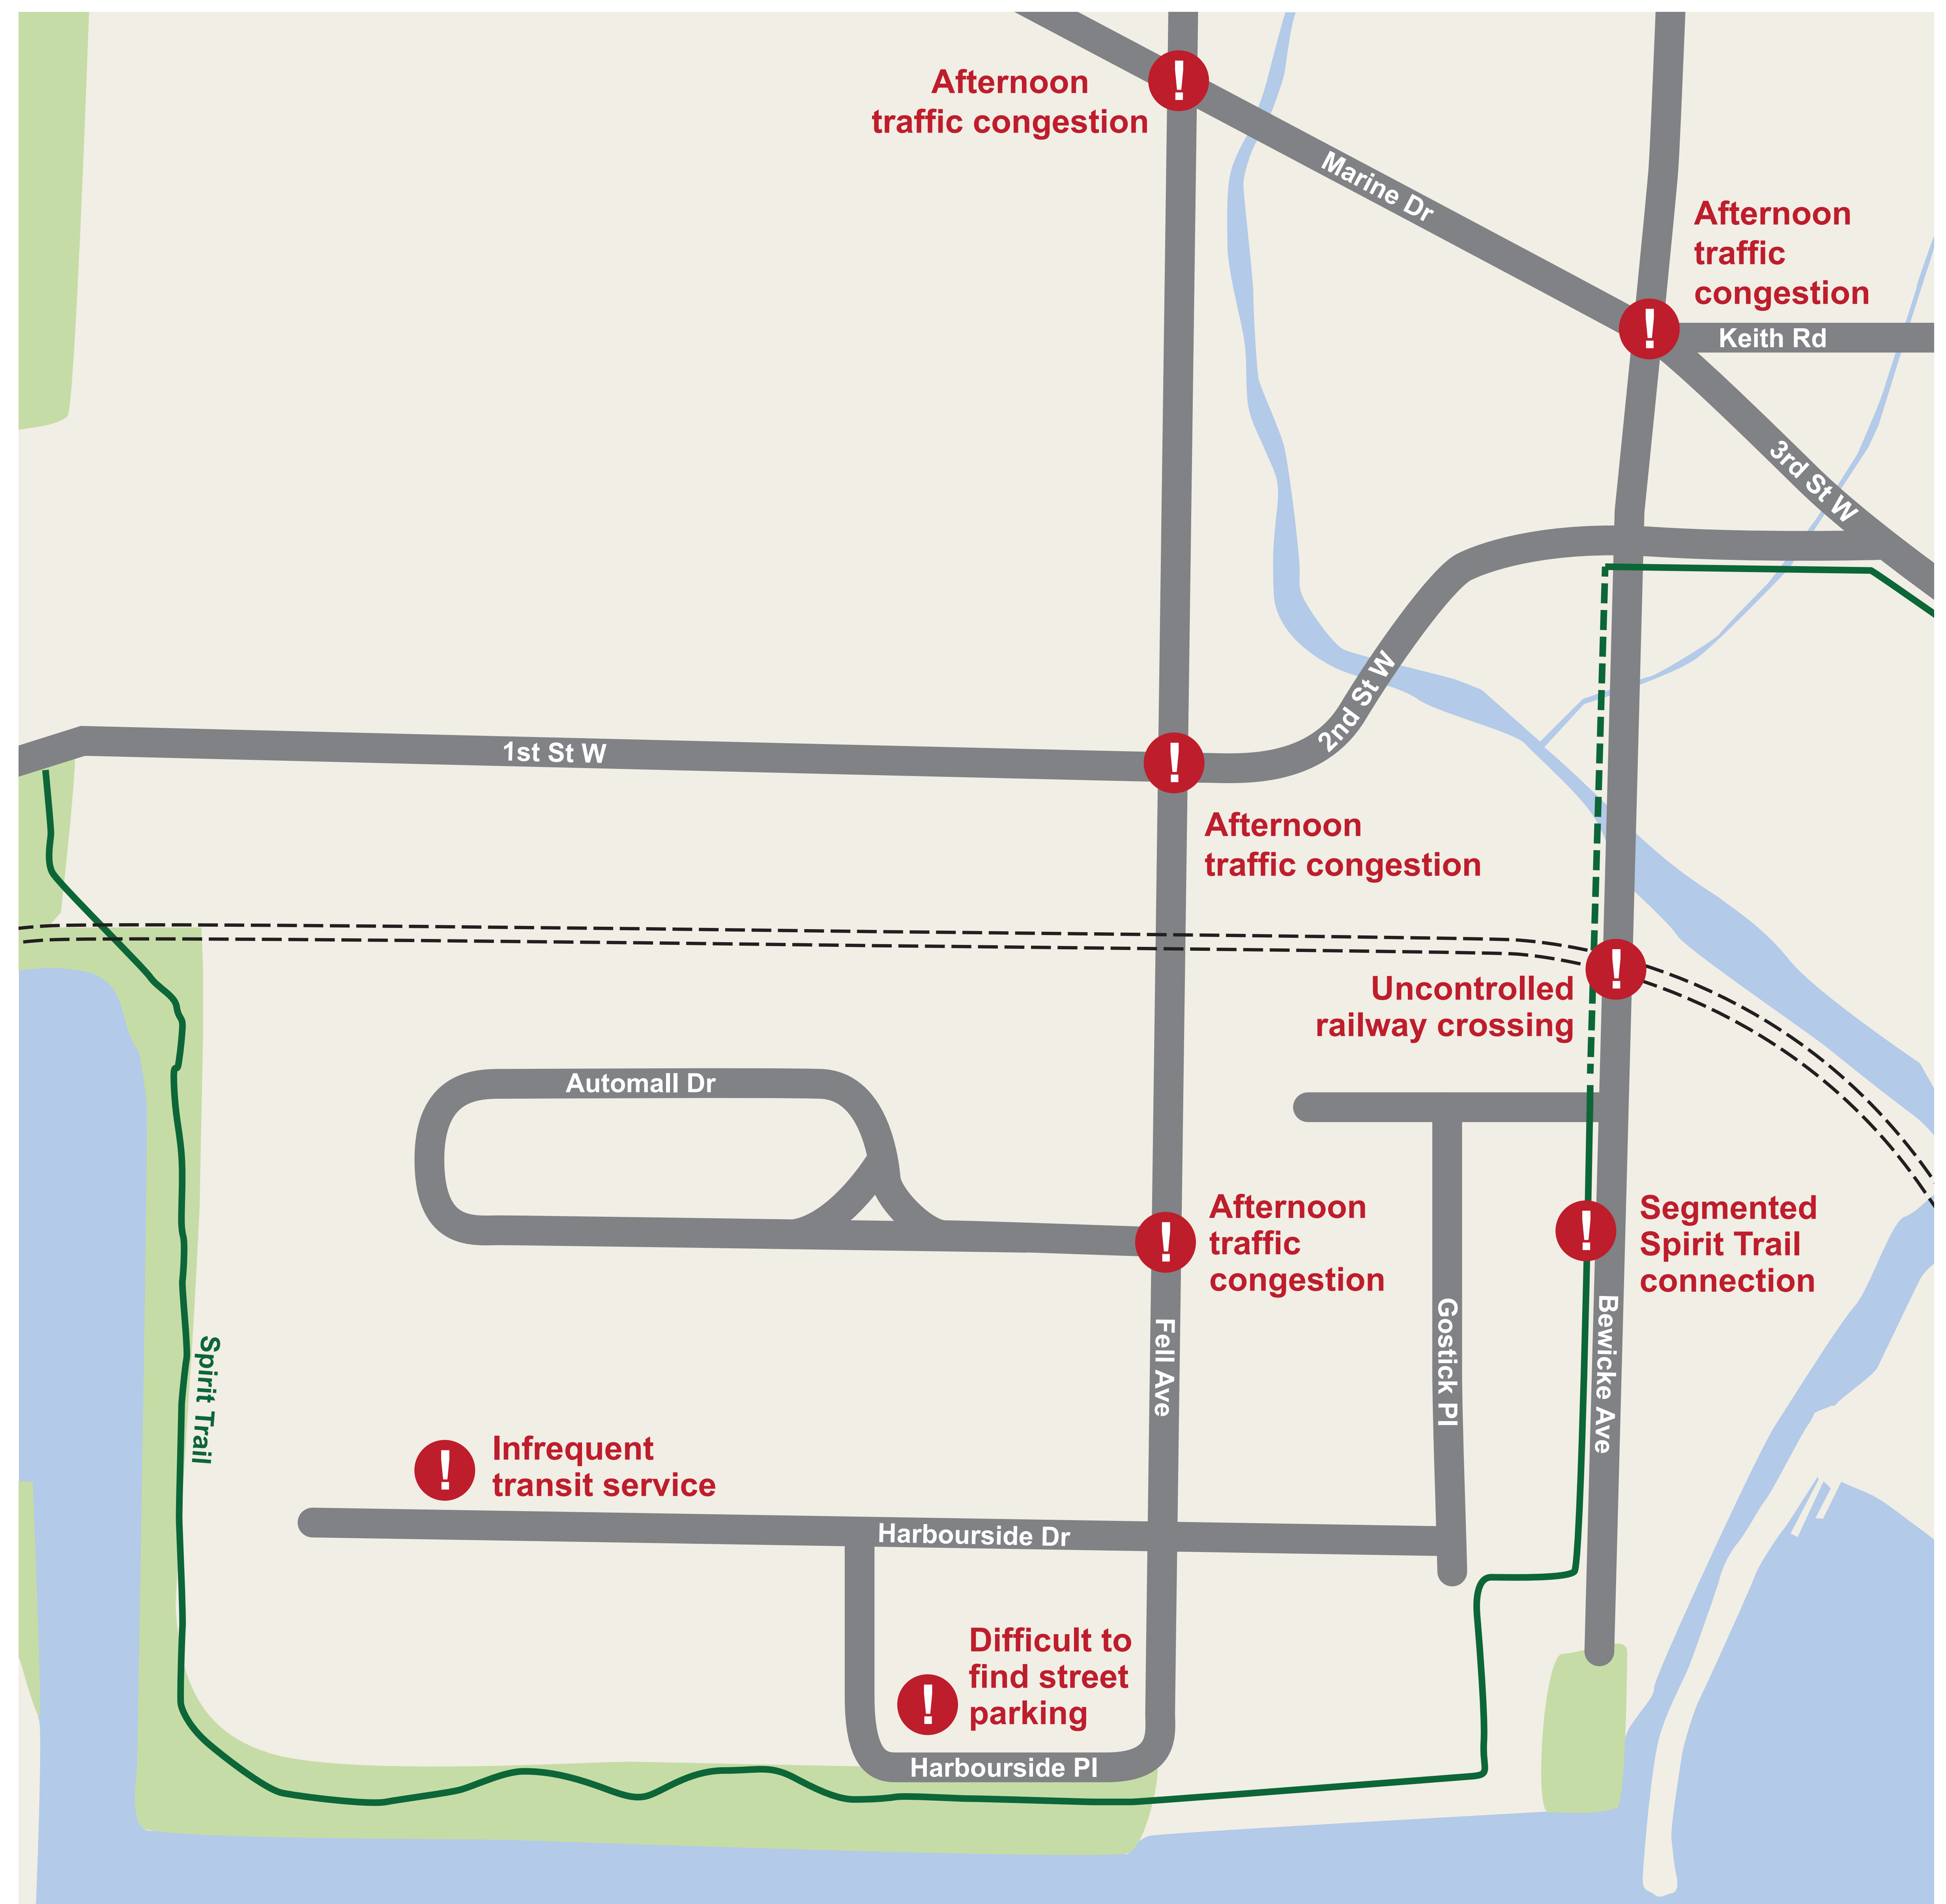 Afternoon
traffic congestion
!
Marine Dr
Afternoon
traffic
congestion
!
Keith Rd
3rd St W
2nd St W
1st St W
!
Afternoon
traffic congestion
!
Uncontrolled
railway crossing
Automall Dr
!
Afternoon
traffic
congestion
!
Segmented
Spirit Trail
connection
Spirit Trail
Fell Ave
Gostick Pl
Bewicke Ave
!
Infrequent
transit service
Harbourside Dr
!
Difficult to
find street
parking
Harbourside Pl